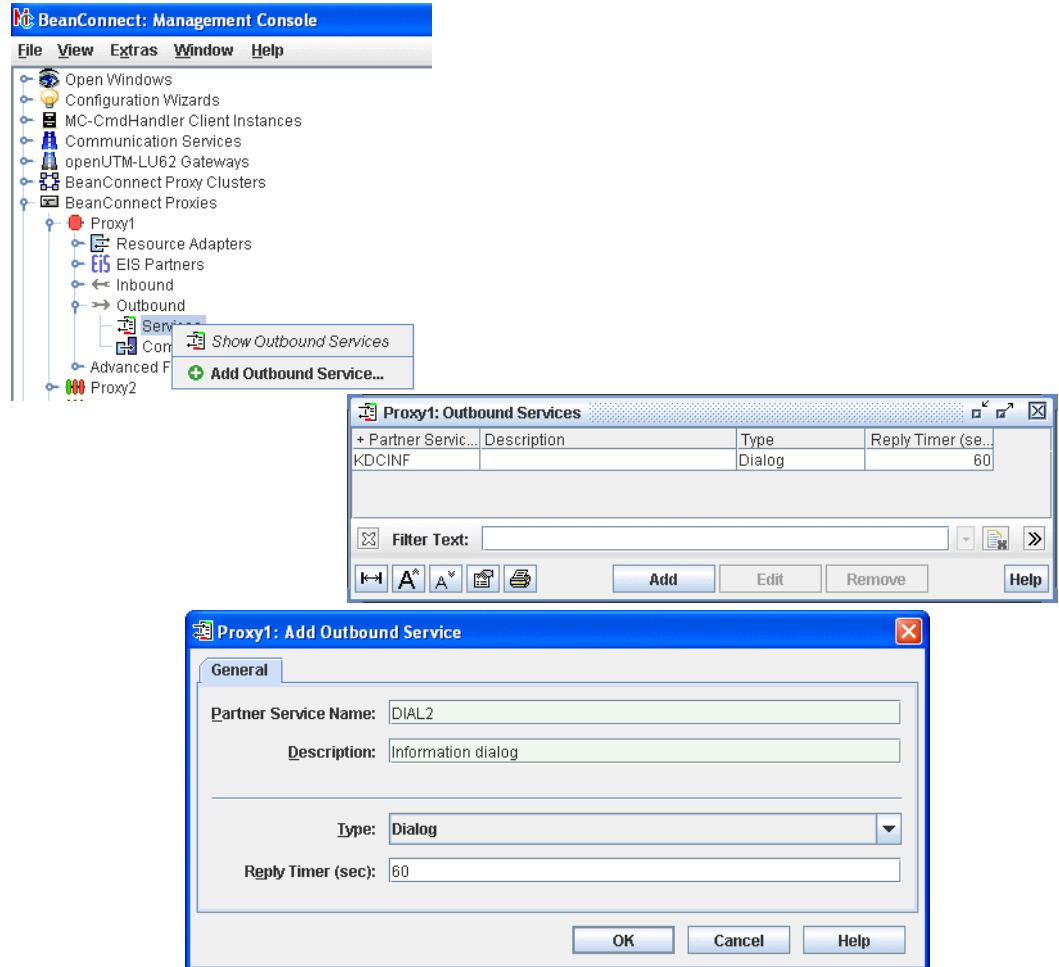 BeanConnect: Management Console
File View Extras Window Help
Open Windows
Configuration Wizards
MC-CmdHandler Client Instances
Communication Services
openUTM-LU62 Gateways
BeanConnect Proxy Clusters
BeanConnect Proxies
Proxy1
Resource Adapters
EIS Partners
Inbound
Outbound
Show Outbound Services
Add Outbound Service...
Advanced F
Proxy2
Proxy1: Outbound Services
+ Partner Servic... Description Type Reply Timer (se...
KDCINF Dialog 60
Filter Text:
Add Edit Remove Help
Proxy1: Add Outbound Service
General
Partner Service Name: DIAL2
Description: Information dialog
Type: Dialog
Reply Timer (sec): 60
OK Cancel Help